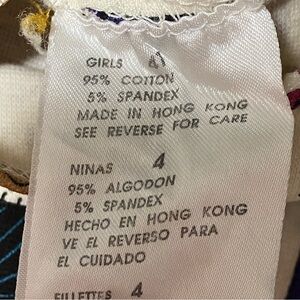 GIRLS 4
95% COTTON
5% SPANDEX
MADE IN HONG KONG
SEE REVERSE FOR CARE
NINAS 4
95% ALGODON
5% SPANDEX
HECHO EN HONG KONG
VE EL REVERSO PARA
EL CUIDADO
FILLETTES 4